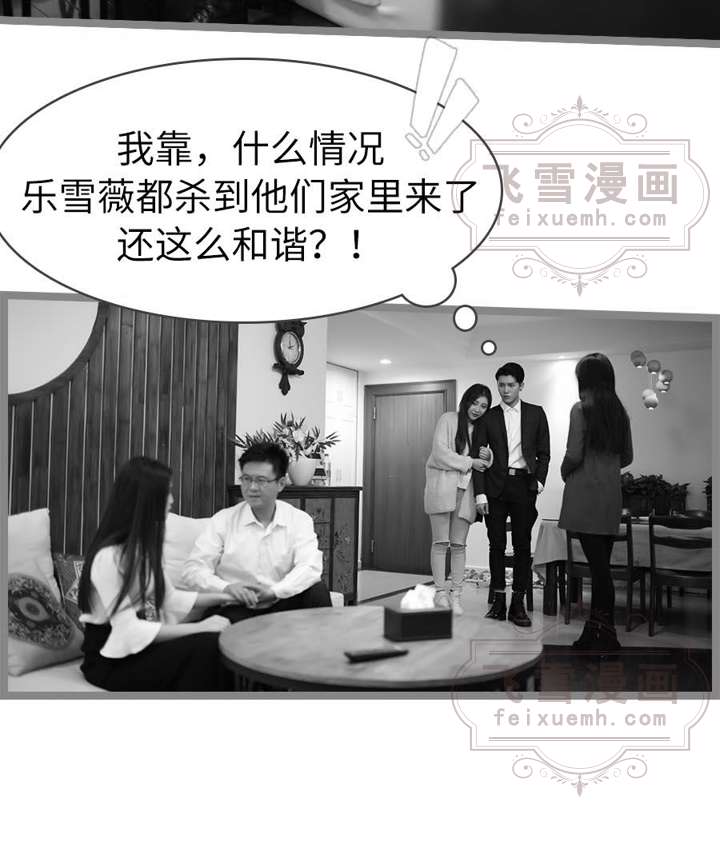 我靠，什么情况
乐雪薇都杀到他们家里来了
还这么和谐？！
!!
飞雪漫画
feixuemh.com
飞雪漫画
feixuemh.com